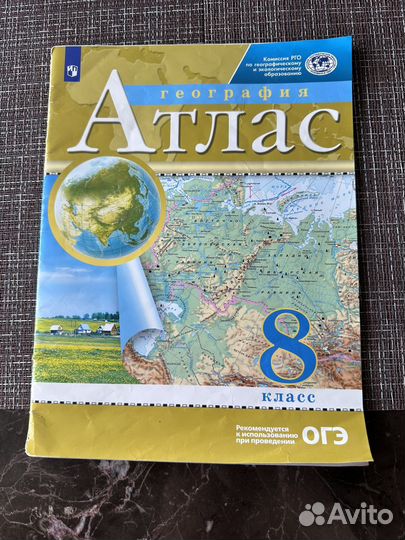 Комиссия РГО
по географическому
и экологическому
образованию
география
Атлас
8
класс
Рекомендуется
к использованию
при проведении
ОГЭ
Avito